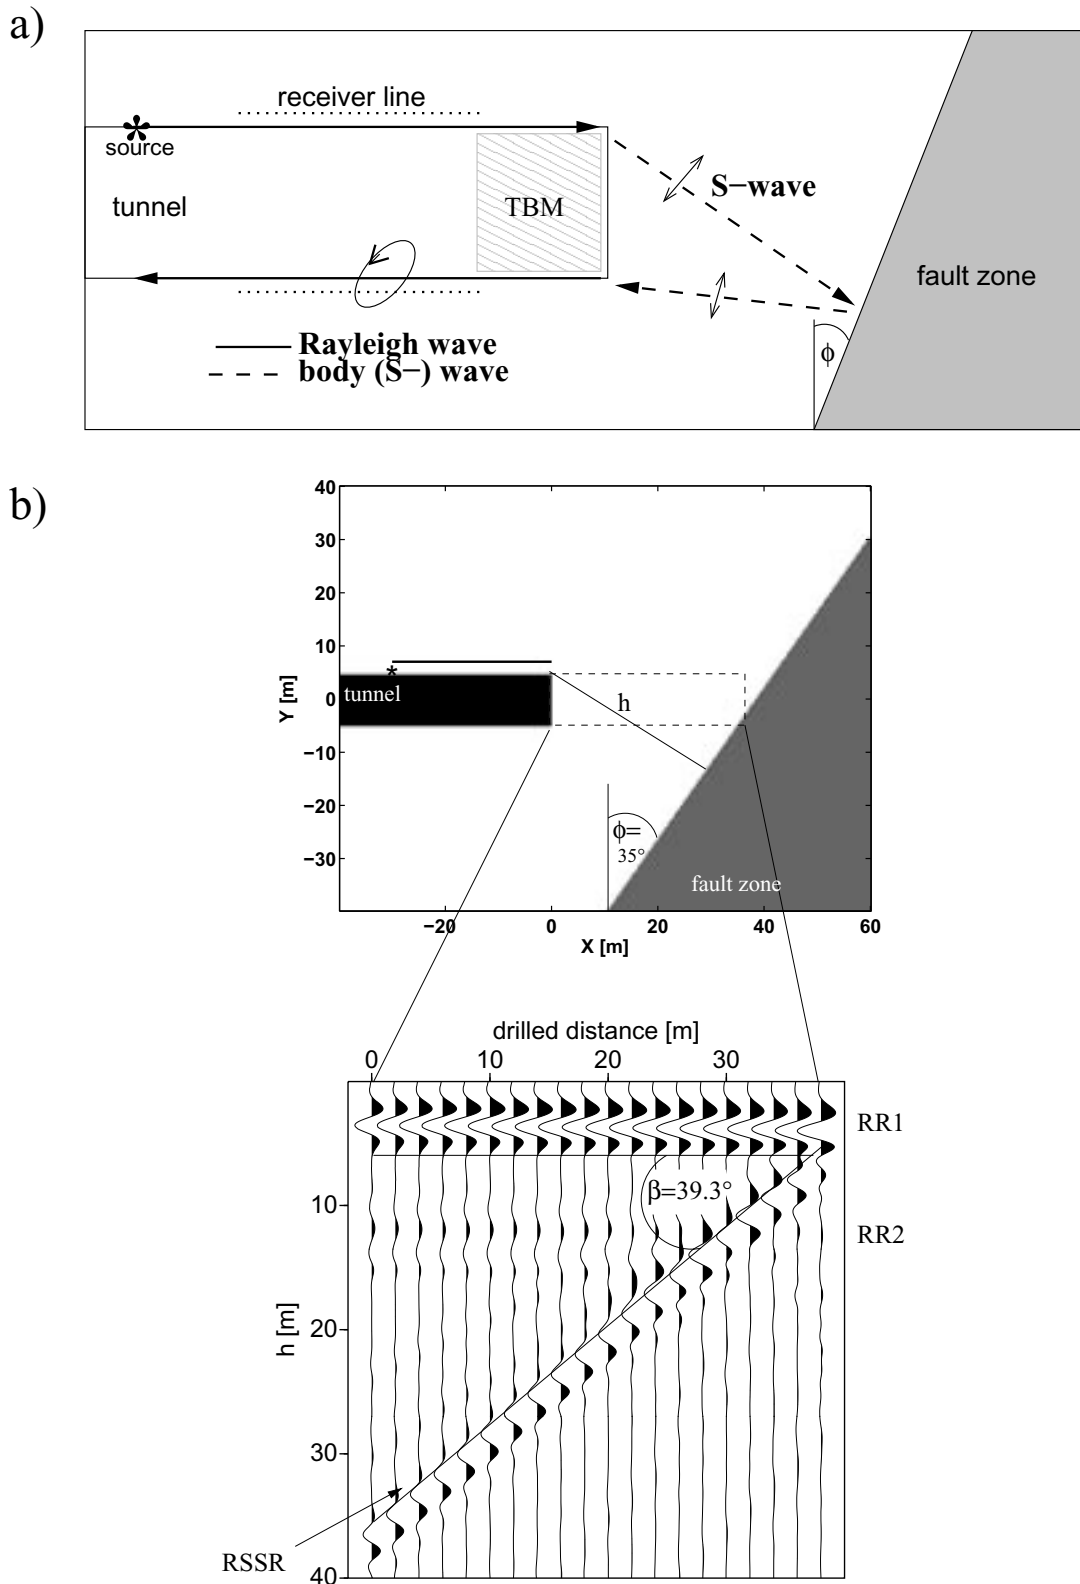 a)
receiver line
source
tunnel
TBM
S−wave
fault zone
ϕ
Rayleigh wave
body (S−) wave
b)
40
30
20
10
0
−10
−20
−30
Y [m]
tunnel
h
ϕ=
35°
fault zone
−20
0
20
40
60
X [m]
drilled distance [m]
0
10
20
30
RR1
β=39.3°
RR2
10
20
30
40
h [m]
RSSR